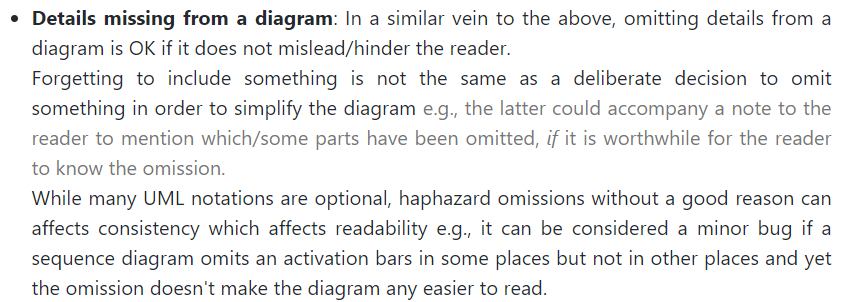 • Details missing from a diagram: In a similar vein to the above, omitting details from a
diagram is OK if it does not mislead/hinder the reader.
Forgetting to include something is not the same as a deliberate decision to omit
something in order to simplify the diagram e.g., the latter could accompany a note to the
reader to mention which/some parts have been omitted, if it is worthwhile for the reader
to know the omission.
While many UML notations are optional, haphazard omissions without a good reason can
affects consistency which affects readability e.g., it can be considered a minor bug if a
sequence diagram omits an activation bars in some places but not in other places and yet
the omission doesn't make the diagram any easier to read.